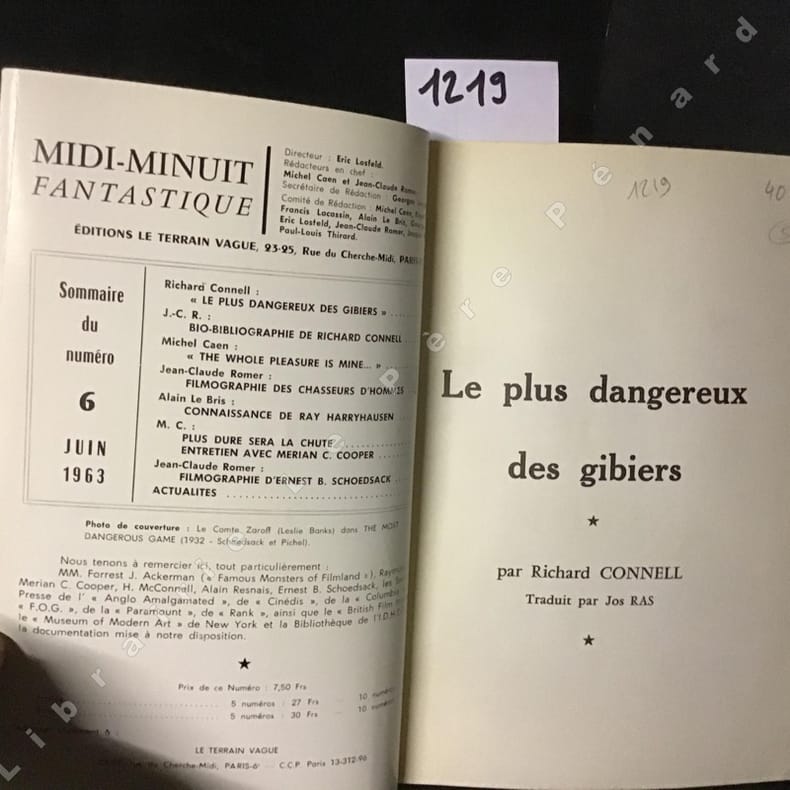 1219
MIDI-MINUIT
FANTASTIQUE
Directeur : Eric Losfeld.
Rédacteurs en chef :
Michel Caen et Jean-Claude Romer
Secrétaire de Rédaction :
Comité de Rédaction : Michel Caen,
Francis Lacassin, Alain Le Bris,
Eric Losfeld, Jean-Claude Romer,
Paul-Louis Thirard.
ÉDITIONS LE TERRAIN VAGUE, 23-25, Rue du Cherche-Midi,
Sommaire
du
numéro
6
JUIN
1963
Richard Connell :
« LE PLUS DANGEREUX DES GIBIERS »
J.-C. R. :
BIO-BIBLIOGRAPHIE DE RICHARD CONNELL
Michel Caen :
« THE WHOLE PLEASURE IS MINE... »
Jean-Claude Romer :
FILMOGRAPHIE DES CHASSEURS D'HOMMES
Alain Le Bris :
CONNAISSANCE DE RAY HARRYHAUSEN
M. C. :
PLUS DURE SERA LA CHUTE
ENTRETIEN AVEC MERIAN C. COOPER
Jean-Claude Romer :
FILMOGRAPHIE D'ERNEST B. SCHOEDSACK
ACTUALITES
Photo de couverture : Le Comte Zaroff (Leslie Banks) dans THE MOST
DANGEROUS GAME (1932 - Schoedsack et Pichel).
Nous tenons à remercier ici, tout particulièrement :
MM. Forrest J. Ackerman (« Famous Monsters of Filmland »),
Merian C. Cooper, H. McConnell, Alain Resnais, Ernest B. Schoedsack, les
Presse de l' « Anglo Amalgamated », de « Cinédis », de la « Columbia
« F.O.G. », de la « Paramount », de « Rank », ainsi que le « British Film
le « Museum of Modern Art » de New York et la Bibliothèque de l'I.D.H.E.C.
la documentation mise à notre disposition.
★
Prix de ce Numéro : 7,50 Frs
5 numéros : 27 Frs 10 numéros
5 numéros : 30 Frs 10 numéros
LE TERRAIN VAGUE
du Cherche-Midi, PARIS-6e - C.C.P. Paris 13-312-96
1219
40
Le plus dangereux
des gibiers
★
par Richard CONNELL
Traduit par Jos RAS
★
Librairie Le Père Pénard